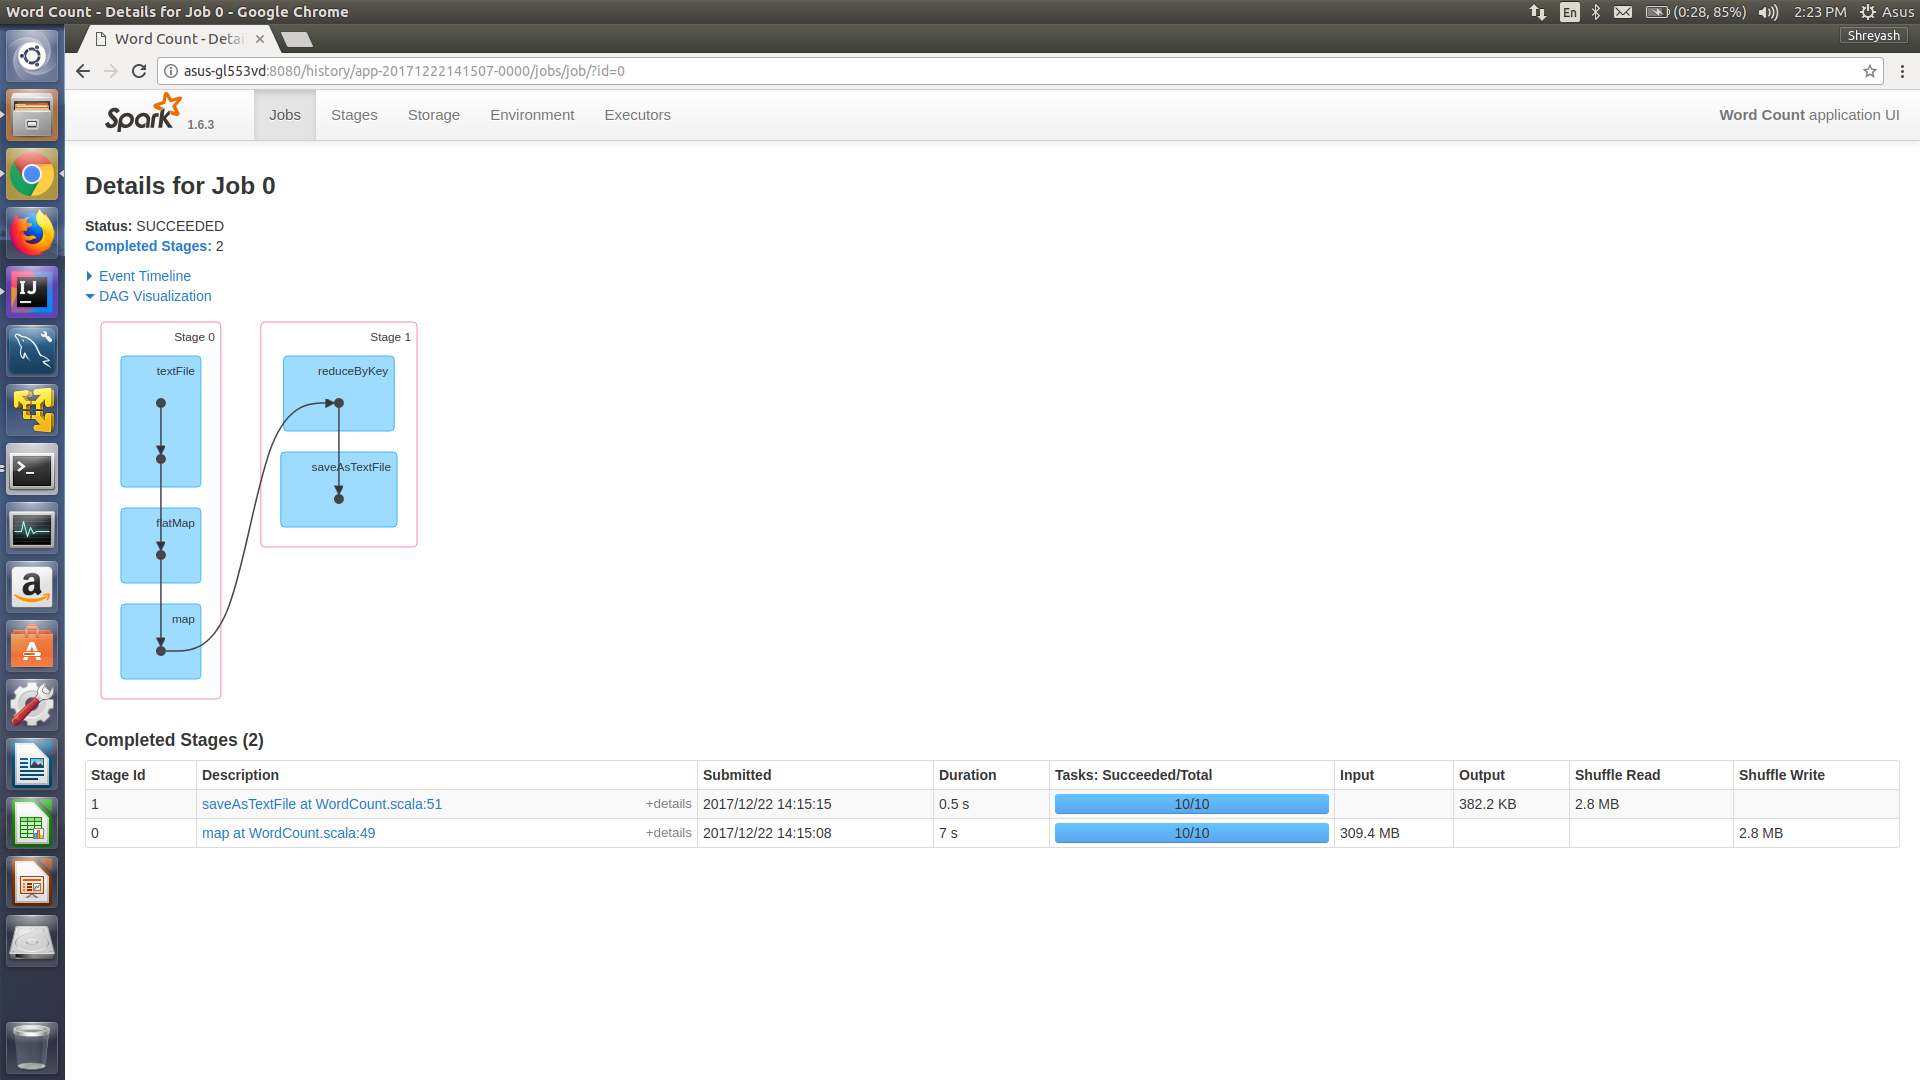 Word Count - Details for Job 0 - Google Chrome
En
(0:28, 85%)
2:23 PM
Asus
Word Count - Detai
Shreyash
asus-gl553vd:8080/history/app-20171222141507-0000/jobs/job/?id=0
Spark 1.6.3
Jobs
Stages
Storage
Environment
Executors
Word Count application UI
Details for Job 0
Status: SUCCEEDED
Completed Stages: 2
Event Timeline
DAG Visualization
Stage 0
textFile
flatMap
map
Stage 1
reduceByKey
saveAsTextFile
Completed Stages (2)
Stage Id Description Submitted Duration Tasks: Succeeded/Total Input Output Shuffle Read Shuffle Write
1 saveAsTextFile at WordCount.scala:51 +details 2017/12/22 14:15:15 0.5 s 10/10 382.2 KB 2.8 MB
0 map at WordCount.scala:49 +details 2017/12/22 14:15:08 7 s 10/10 309.4 MB 2.8 MB